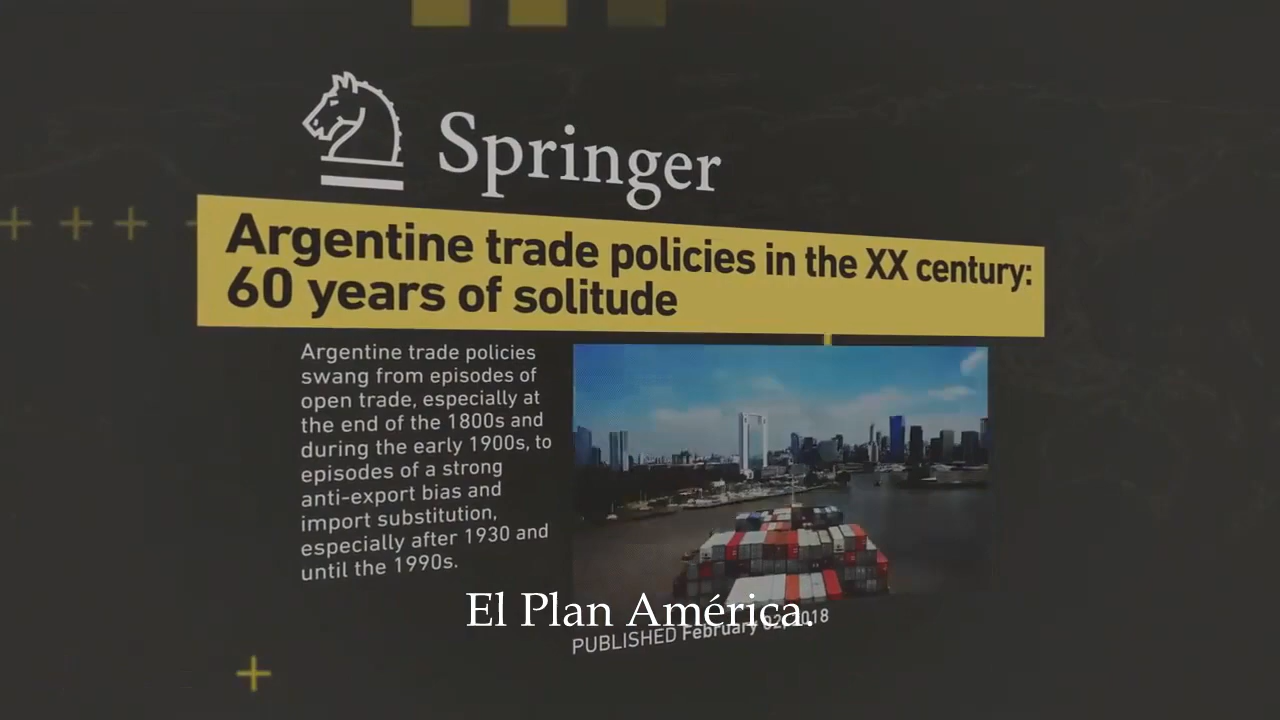 Springer
Argentine trade policies in the XX century:
60 years of solitude
Argentine trade policies
swang from episodes of
open trade, especially at
the end of the 1800s and
during the early 1900s, to
episodes of a strong
anti-export bias and
import substitution,
especially after 1930 and
until the 1990s.
El Plan América.
PUBLISHED February 02, 2018